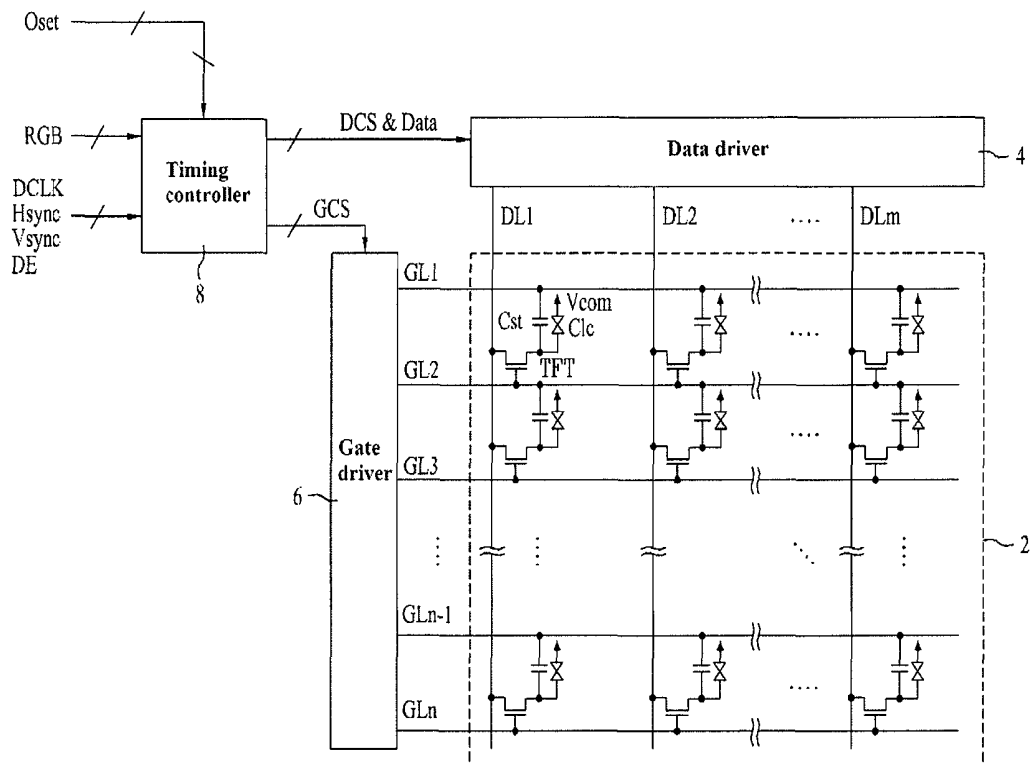 Oset
RGB
DCLK
Hsync
Vsync
DE
Timing
controller
8
DCS & Data
GCS
Data driver
4
DL1
DL2
....
DLm
Gate
driver
6
GL1
GL2
GL3
GLn-1
GLn
Cst
Vcom
Clc
TFT
....
....
....
2